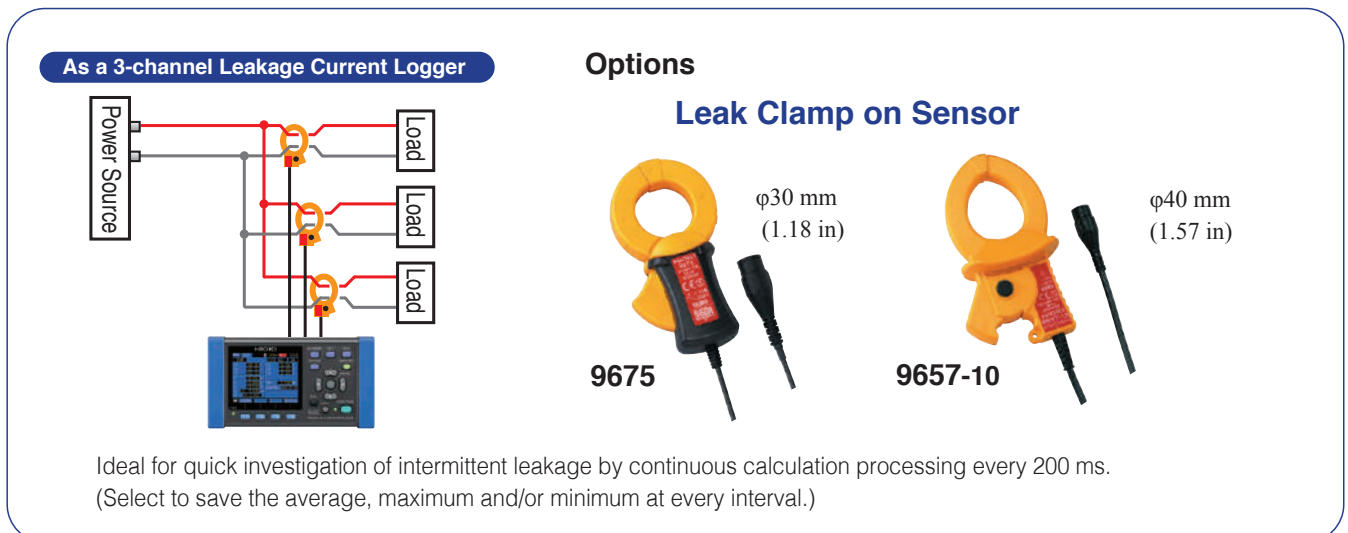 As a 3-channel Leakage Current Logger
Power Source
Load
Load
Load
HIOKI
Options
Leak Clamp on Sensor
φ30 mm
(1.18 in)
9675
φ40 mm
(1.57 in)
9657-10
Ideal for quick investigation of intermittent leakage by continuous calculation processing every 200 ms.
(Select to save the average, maximum and/or minimum at every interval.)